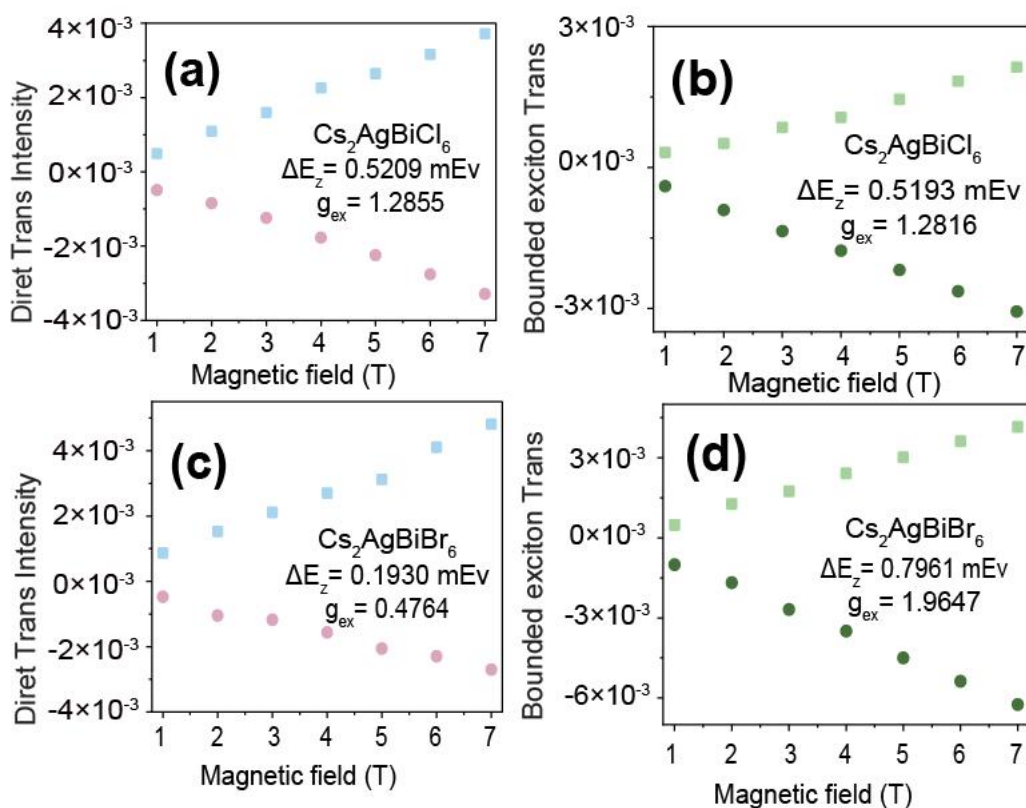 Diret Trans Intensity
4×10⁻³
2×10⁻³
0×10⁻³
-2×10⁻³
-4×10⁻³
(a)
Cs₂AgBiCl₆
ΔE_z= 0.5209 mEv
g_ex= 1.2855
1 2 3 4 5 6 7
Magnetic field (T)
Bounded exciton Trans
3×10⁻³
0×10⁻³
-3×10⁻³
(b)
Cs₂AgBiCl₆
ΔE_z= 0.5193 mEv
g_ex= 1.2816
1 2 3 4 5 6 7
Magnetic field (T)
Diret Trans Intensity
4×10⁻³
2×10⁻³
0×10⁻³
-2×10⁻³
-4×10⁻³
(c)
Cs₂AgBiBr₆
ΔE_z= 0.1930 mEv
g_ex= 0.4764
1 2 3 4 5 6 7
Magnetic field (T)
Bounded exciton Trans
3×10⁻³
0×10⁻³
-3×10⁻³
-6×10⁻³
(d)
Cs₂AgBiBr₆
ΔE_z= 0.7961 mEv
g_ex= 1.9647
1 2 3 4 5 6 7
Magnetic field (T)